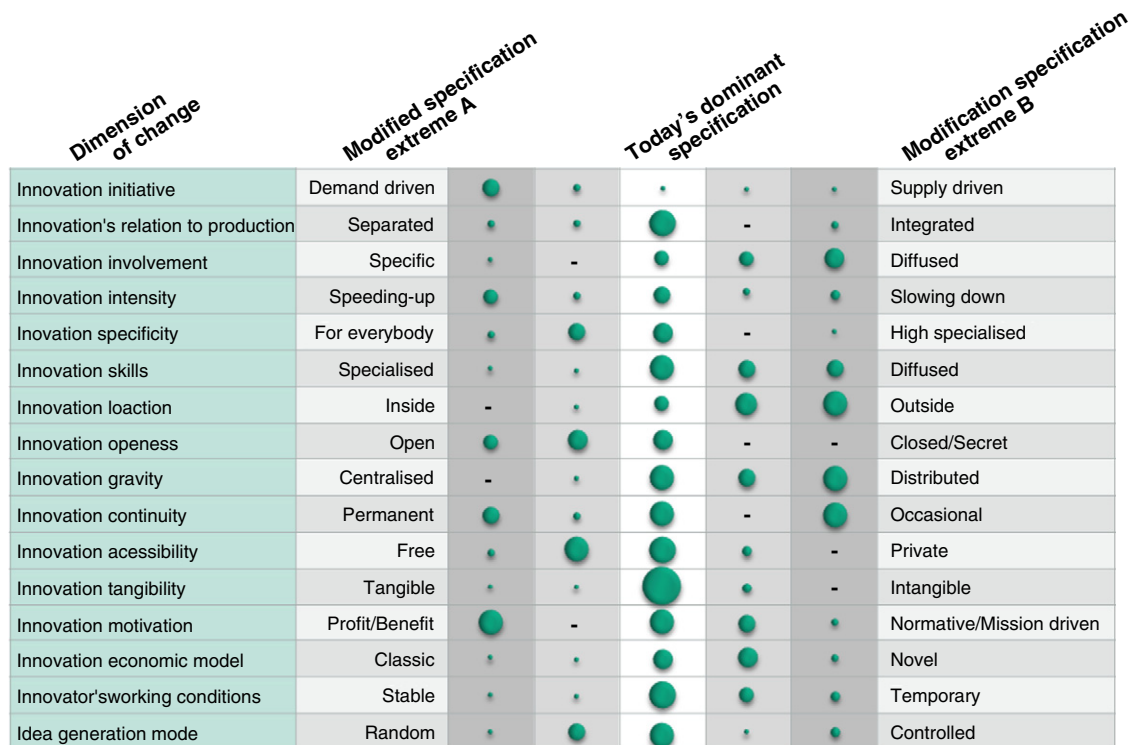 Dimension
of change
Modified specification
extreme A
Today's dominant
specification
Modification specification
extreme B
Innovation initiative Demand driven Supply driven
Innovation's relation to production Separated - Integrated
Innovation involvement Specific - Diffused
Innovation intensity Speeding-up Slowing down
Inovation specificity For everybody - High specialised
Innovation skills Specialised Diffused
Innovation loaction Inside - Outside
Innovation openess Open - - Closed/Secret
Innovation gravity Centralised - Distributed
Innovation continuity Permanent - Occasional
Innovation acessibility Free - Private
Innovation tangibility Tangible - Intangible
Innovation motivation Profit/Benefit - Normative/Mission driven
Innovation economic model Classic Novel
Innovator'sworking conditions Stable Temporary
Idea generation mode Random Controlled